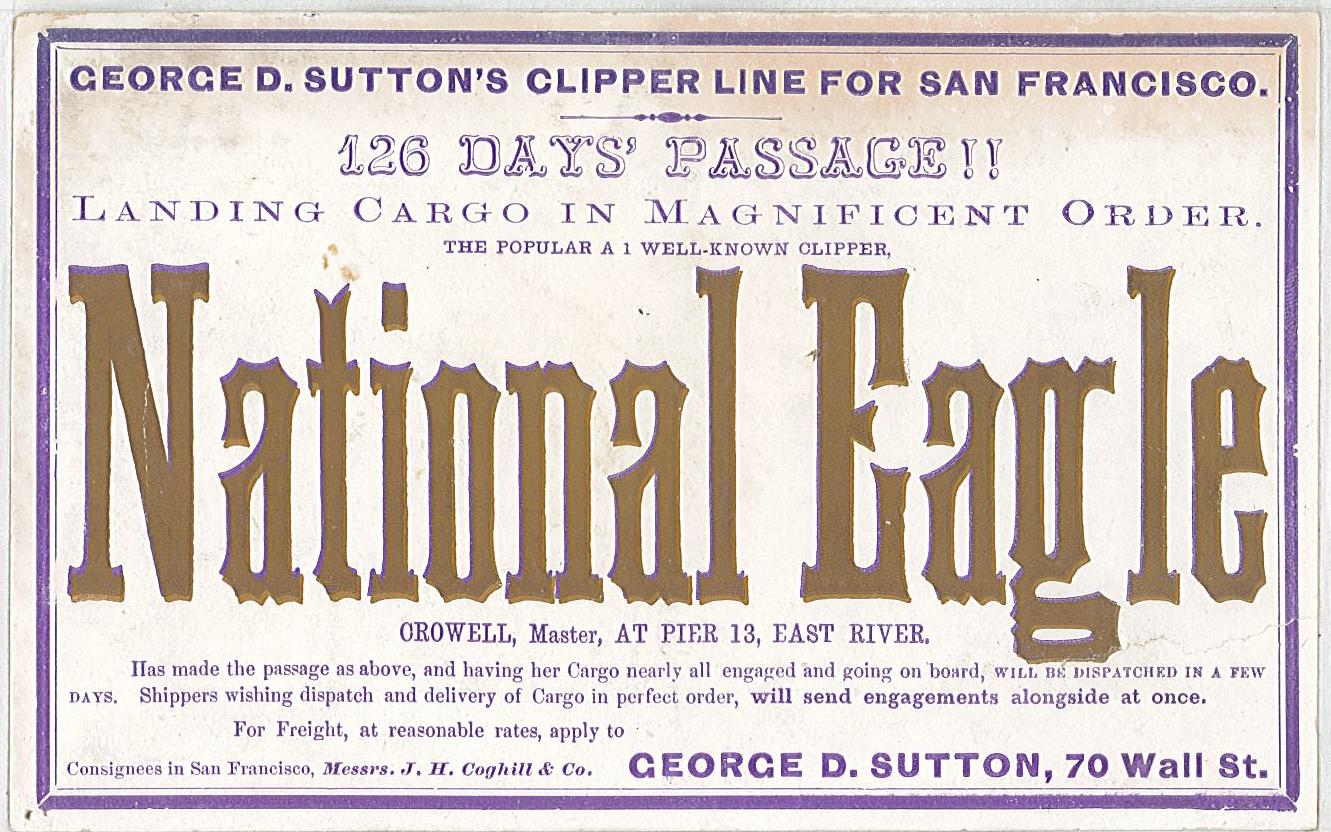 GEORGE D. SUTTON'S CLIPPER LINE FOR SAN FRANCISCO.
126 DAYS' PASSAGE!!
LANDING CARGO IN MAGNIFICENT ORDER.
THE POPULAR A 1 WELL-KNOWN CLIPPER,
National Eagle
CROWELL, Master, AT PIER 13, EAST RIVER.
Has made the passage as above, and having her Cargo nearly all engaged and going on board, WILL BE DISPATCHED IN A FEW
DAYS. Shippers wishing dispatch and delivery of Cargo in perfect order, will send engagements alongside at once.
For Freight, at reasonable rates, apply to
Consignees in San Francisco, Messrs. J. H. Coghill & Co. GEORGE D. SUTTON, 70 Wall St.